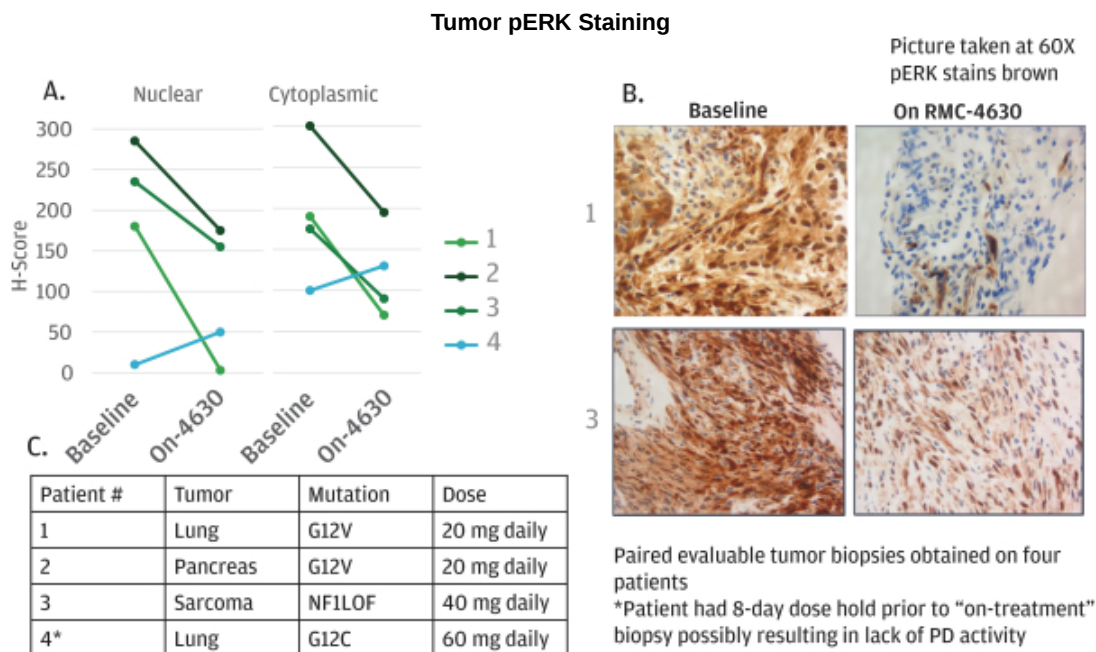 Tumor pERK Staining
Picture taken at 60X
pERK stains brown
A.
Nuclear
Cytoplasmic
H-Score
300
250
200
150
100
50
0
Baseline
On-4630
Baseline
On-4630
1
2
3
4
B.
Baseline
On RMC-4630
1
3
C.
Patient # Tumor Mutation Dose
1 Lung G12V 20 mg daily
2 Pancreas G12V 20 mg daily
3 Sarcoma NF1LOF 40 mg daily
4* Lung G12C 60 mg daily
Paired evaluable tumor biopsies obtained on four
patients
*Patient had 8-day dose hold prior to “on-treatment”
biopsy possibly resulting in lack of PD activity